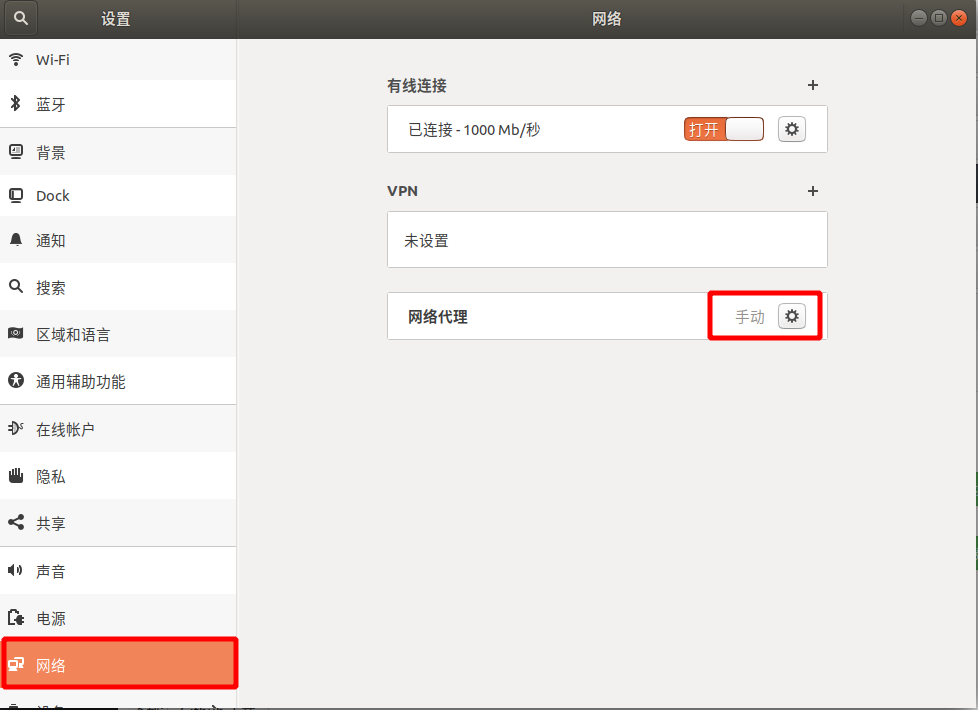 设置
网络
Wi-Fi
蓝牙
背景
Dock
通知
搜索
区域和语言
通用辅助功能
在线帐户
隐私
共享
声音
电源
网络
有线连接
已连接 - 1000 Mb/秒
打开
VPN
未设置
网络代理
手动